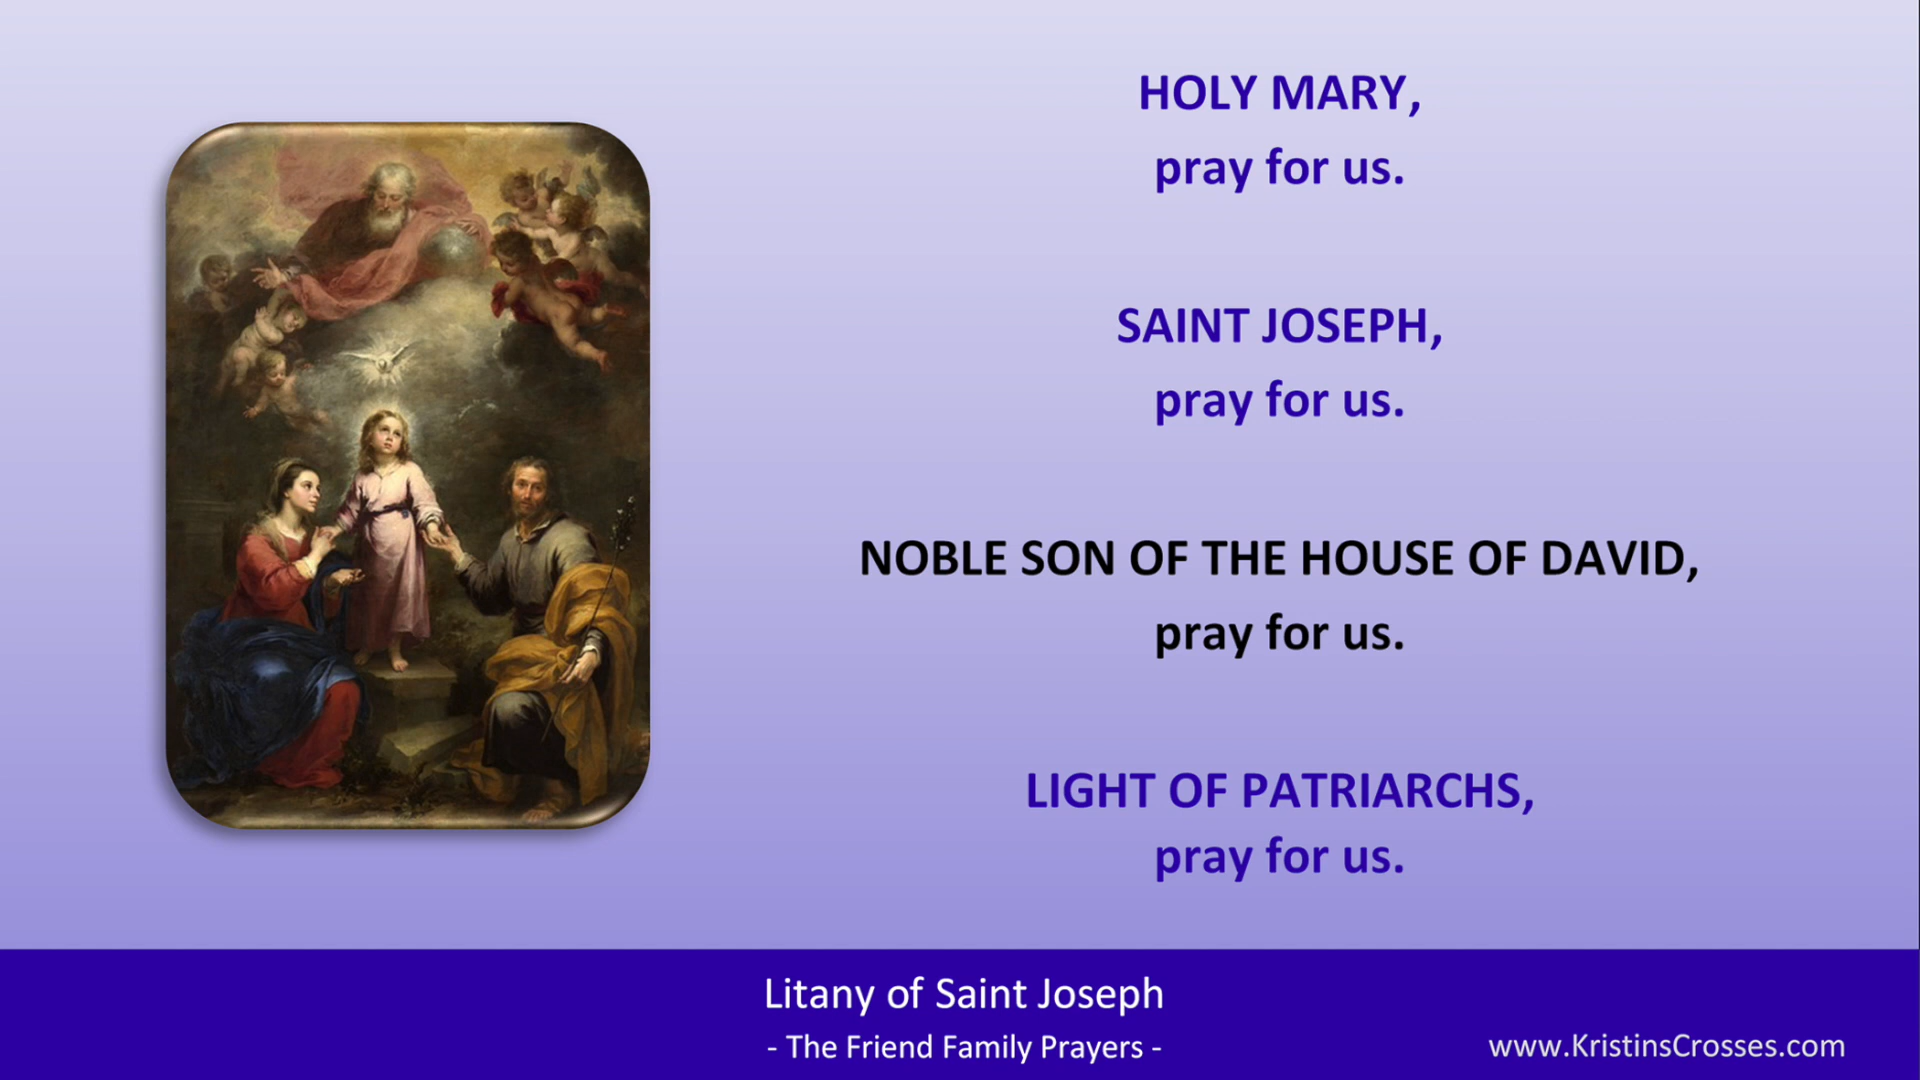 HOLY MARY,
pray for us.
SAINT JOSEPH,
pray for us.
NOBLE SON OF THE HOUSE OF DAVID,
pray for us.
LIGHT OF PATRIARCHS,
pray for us.
Litany of Saint Joseph
- The Friend Family Prayers -
www.KristinsCrosses.com